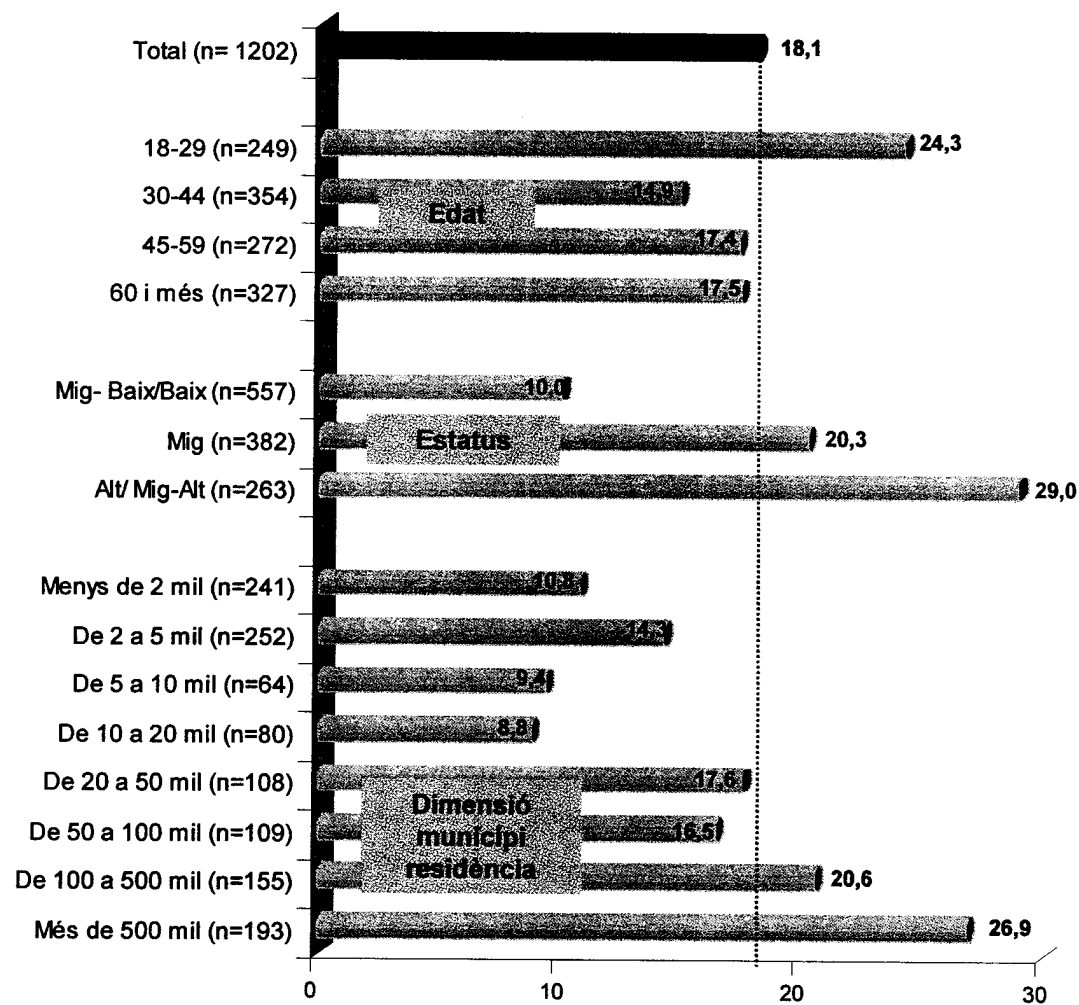 Total (n= 1202) 18,1
18-29 (n=249) 24,3
30-44 (n=354) 14,9
Edat
45-59 (n=272) 17,4
60 i més (n=327) 17,5
Mig- Baix/Baix (n=557) 10,0
Mig (n=382) 20,3
Estatus
Alt/ Mig-Alt (n=263) 29,0
Menys de 2 mil (n=241) 10,8
De 2 a 5 mil (n=252) 14,3
De 5 a 10 mil (n=64) 9,4
De 10 a 20 mil (n=80) 8,8
De 20 a 50 mil (n=108) 17,6
Dimensió
municipi
residència
De 50 a 100 mil (n=109) 16,5
De 100 a 500 mil (n=155) 20,6
Més de 500 mil (n=193) 26,9
0 10 20 30